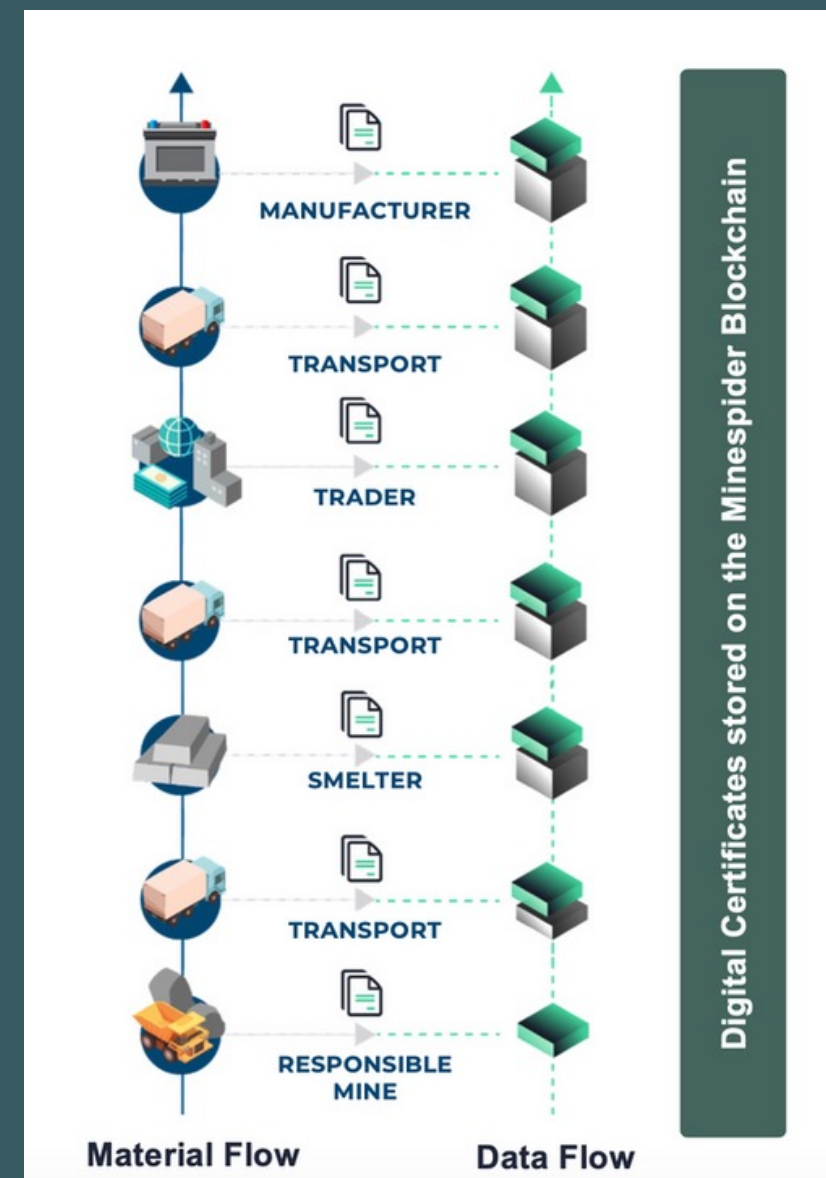 MANUFACTURER
TRANSPORT
TRADER
TRANSPORT
SMELTER
TRANSPORT
RESPONSIBLE
MINE
Material Flow
Data Flow
Digital Certificates stored on the Minespider Blockchain